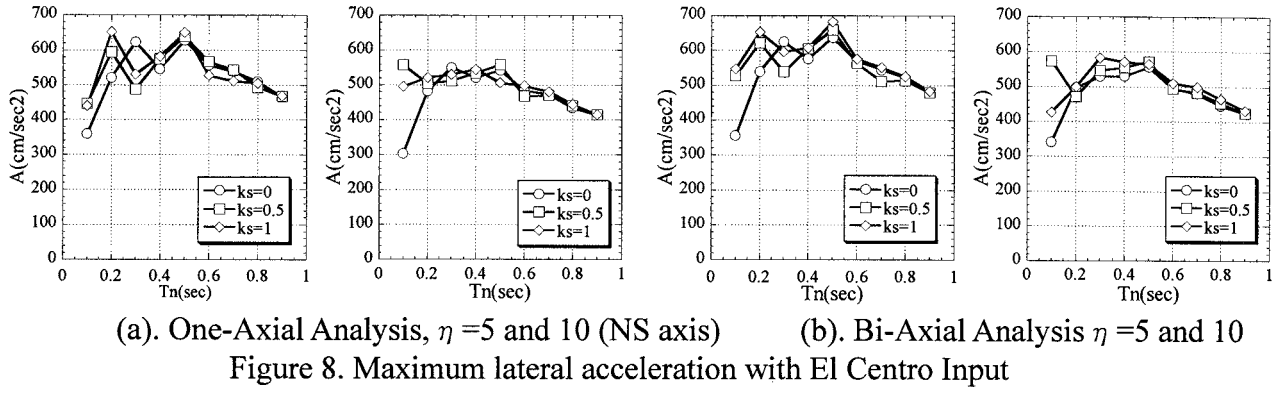 A(cm/sec2)
700
600
500
400
300
200
100
0
ks=0
ks=0.5
ks=1
0 0.2 0.4 0.6 0.8 1
Tn(sec)
A(cm/sec2)
700
600
500
400
300
200
100
0
ks=0
ks=0.5
ks=1
0 0.2 0.4 0.6 0.8 1
Tn(sec)
A(cm/sec2)
700
600
500
400
300
200
100
0
ks=0
ks=0.5
ks=1
0 0.2 0.4 0.6 0.8 1
Tn(sec)
A(cm/sec2)
700
600
500
400
300
200
100
0
ks=0
ks=0.5
ks=1
0 0.2 0.4 0.6 0.8 1
Tn(sec)
(a). One-Axial Analysis, η =5 and 10 (NS axis)
(b). Bi-Axial Analysis η =5 and 10
Figure 8. Maximum lateral acceleration with El Centro Input